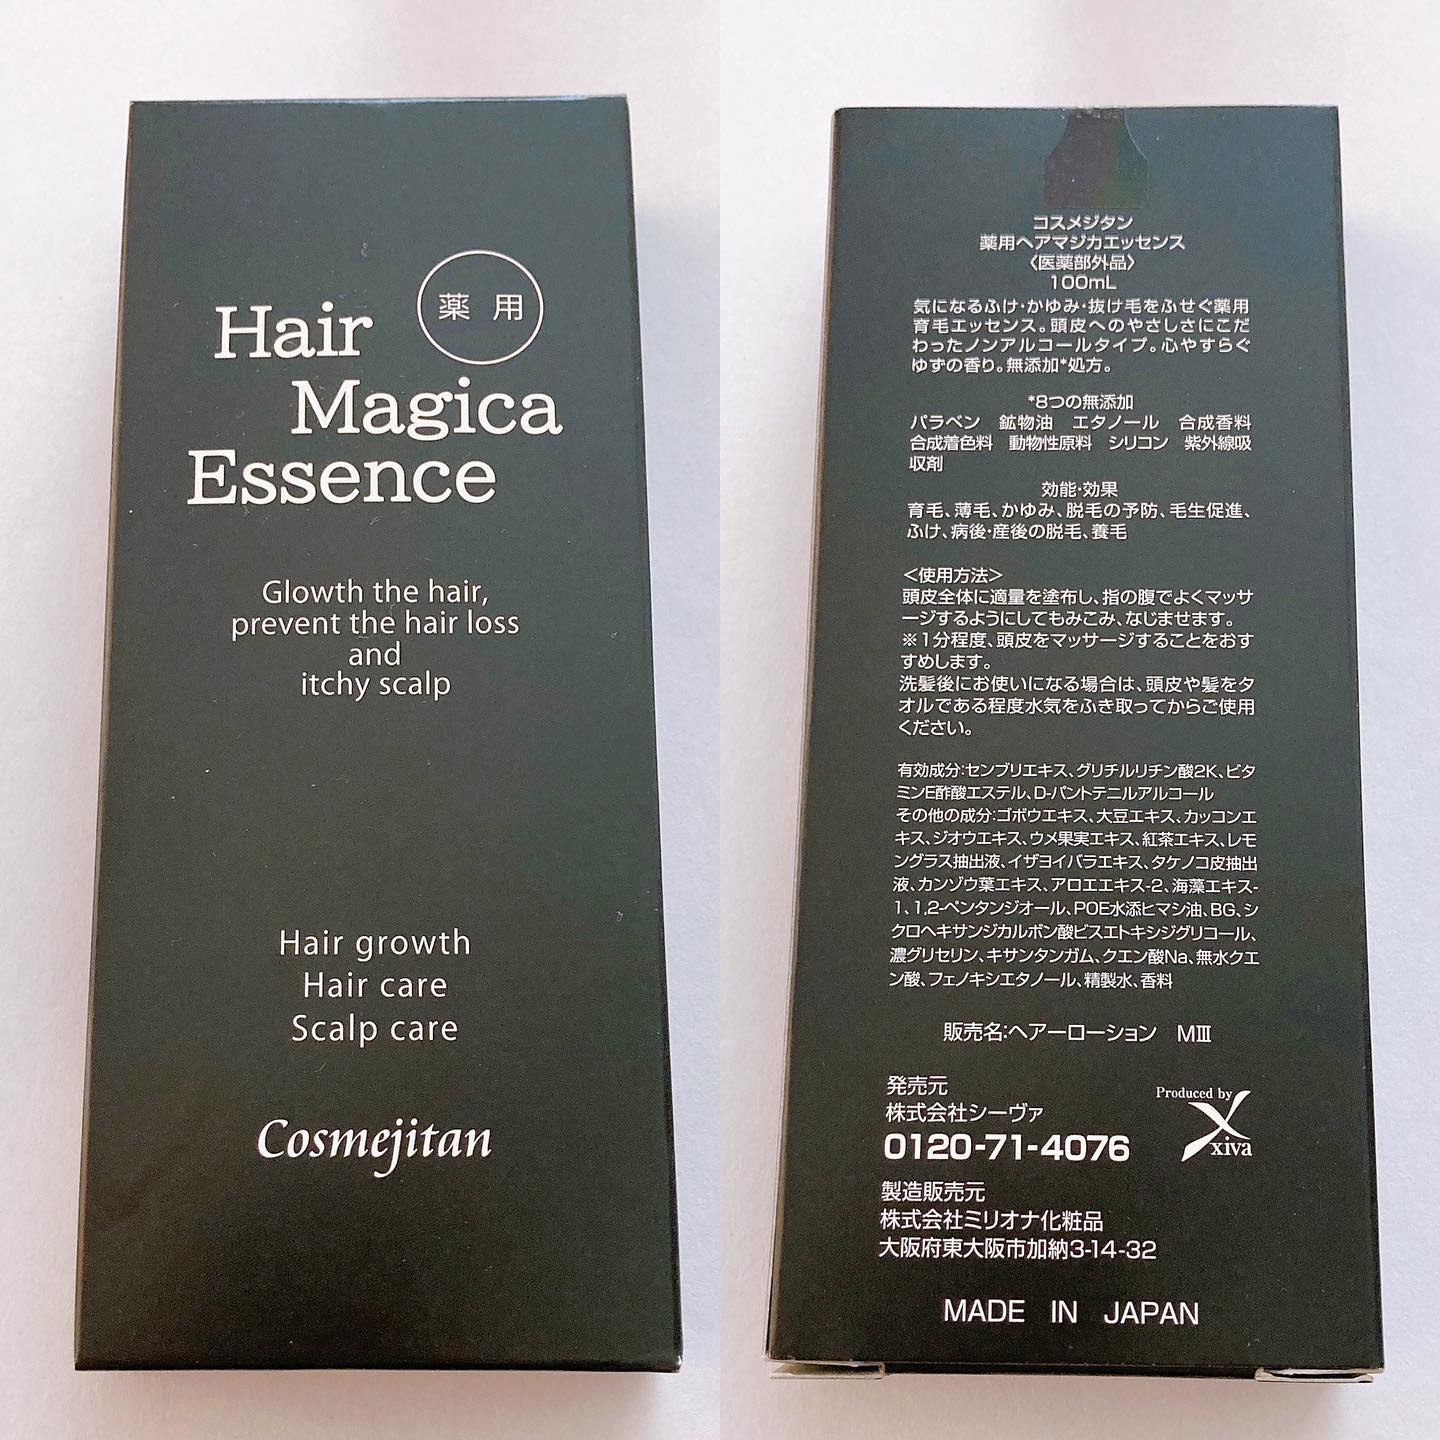 Hair
薬 用
Magica
Essence
Glowth the hair,
prevent the hair loss
and
itchy scalp
Hair growth
Hair care
Scalp care
Cosmejitan
コスメジタン
薬用ヘアマジカエッセンス
〈医薬部外品〉
100mL
気になるふけ・かゆみ・抜け毛をふせぐ薬用
育毛エッセンス。頭皮へのやさしさにこだ
わったノンアルコールタイプ。心やすらぐ
ゆずの香り。無添加*処方。
*8つの無添加
パラベン 鉱物油 エタノール 合成香料
合成着色料 動物性原料 シリコン 紫外線吸
収剤
効能・効果
育毛、薄毛、かゆみ、脱毛の予防、毛生促進、
ふけ、病後・産後の脱毛、養毛
＜使用方法＞
頭皮全体に適量を塗布し、指の腹でよくマッサ
ージするようにしてもみこみ、なじませます。
※1分程度、頭皮をマッサージすることをおす
すめします。
洗髪後にお使いになる場合は、頭皮や髪をタ
オルである程度水気をふき取ってからご使用
ください。
有効成分:センブリエキス、グリチルリチン酸2K、ビタ
ミンE酢酸エステル、D-パントテニルアルコール
その他の成分:ゴボウエキス、大豆エキス、カッコンエ
キス、ジオウエキス、ウメ果実エキス、紅茶エキス、レモ
ングラス抽出液、イザヨイバラエキス、タケノコ皮抽出
液、カンゾウ葉エキス、アロエエキス-2、海藻エキス-
1、1,2-ペンタンジオール、POE水添ヒマシ油、BG、シ
クロヘキサンジカルボン酸ビスエトキシジグリコール、
濃グリセリン、キサンタンガム、クエン酸Na、無水クエ
ン酸、フェノキシエタノール、精製水、香料
販売名:ヘアーローション MⅢ
発売元
株式会社シーヴァ
0120-71-4076
Produced by
xiva
製造販売元
株式会社ミリオナ化粧品
大阪府東大阪市加納3-14-32
MADE IN JAPAN